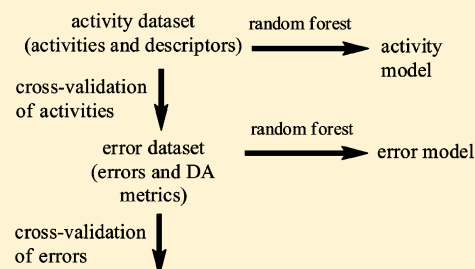 activity dataset
(activities and descriptors)
random forest
activity
model
cross-validation
of activities
error dataset
(errors and DA
metrics)
random forest
error model
cross-validation
of errors